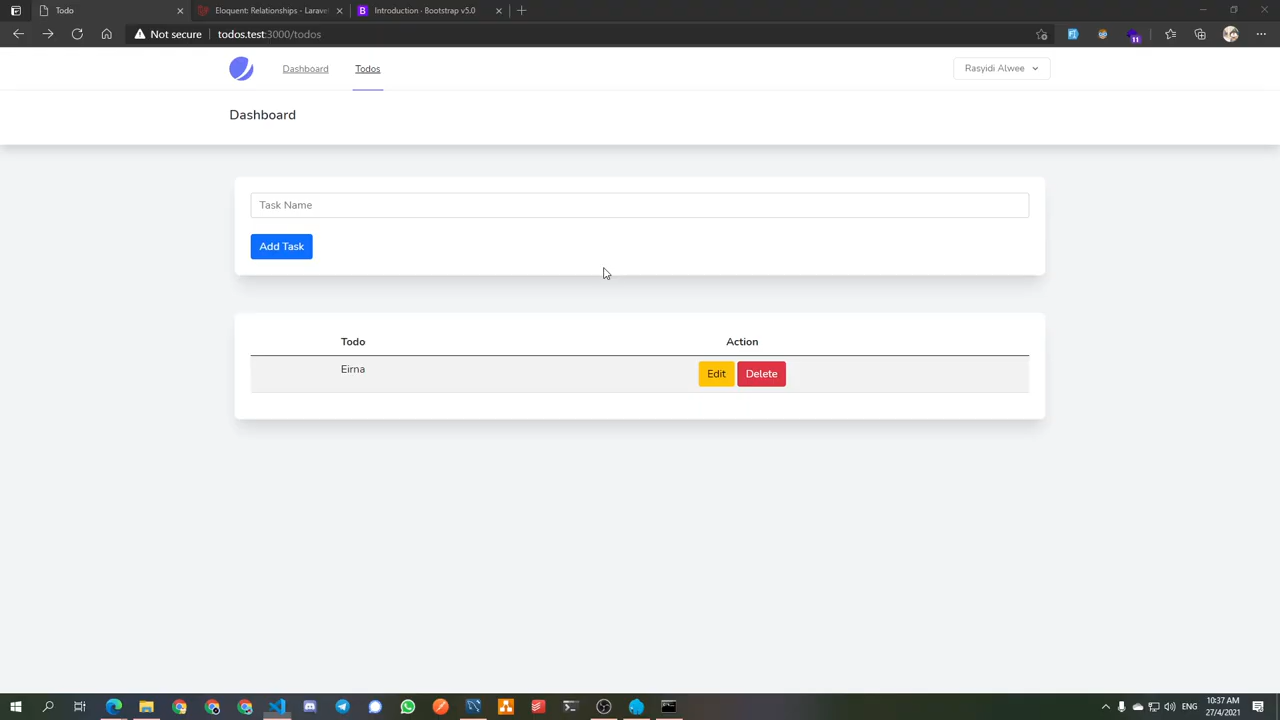 Todo
Eloquent: Relationships - Laravel
Introduction · Bootstrap v5.0
Not secure
todos.test:3000/todos
11
Dashboard
Todos
Rasyidi Alwee
Dashboard
Task Name
Add Task
Todo
Action
Eirna
Edit
Delete
ENG
10:37 AM
27/4/2021